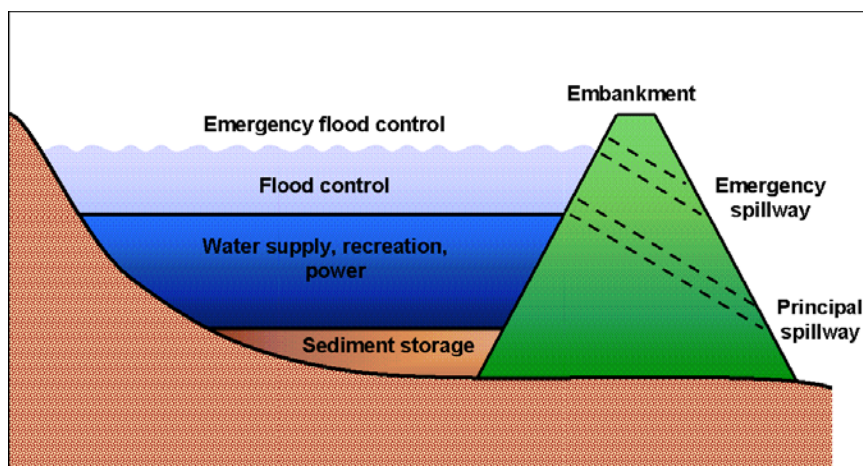 Embankment
Emergency flood control
Flood control
Emergency
spillway
Water supply, recreation,
power
Principal
spillway
Sediment storage